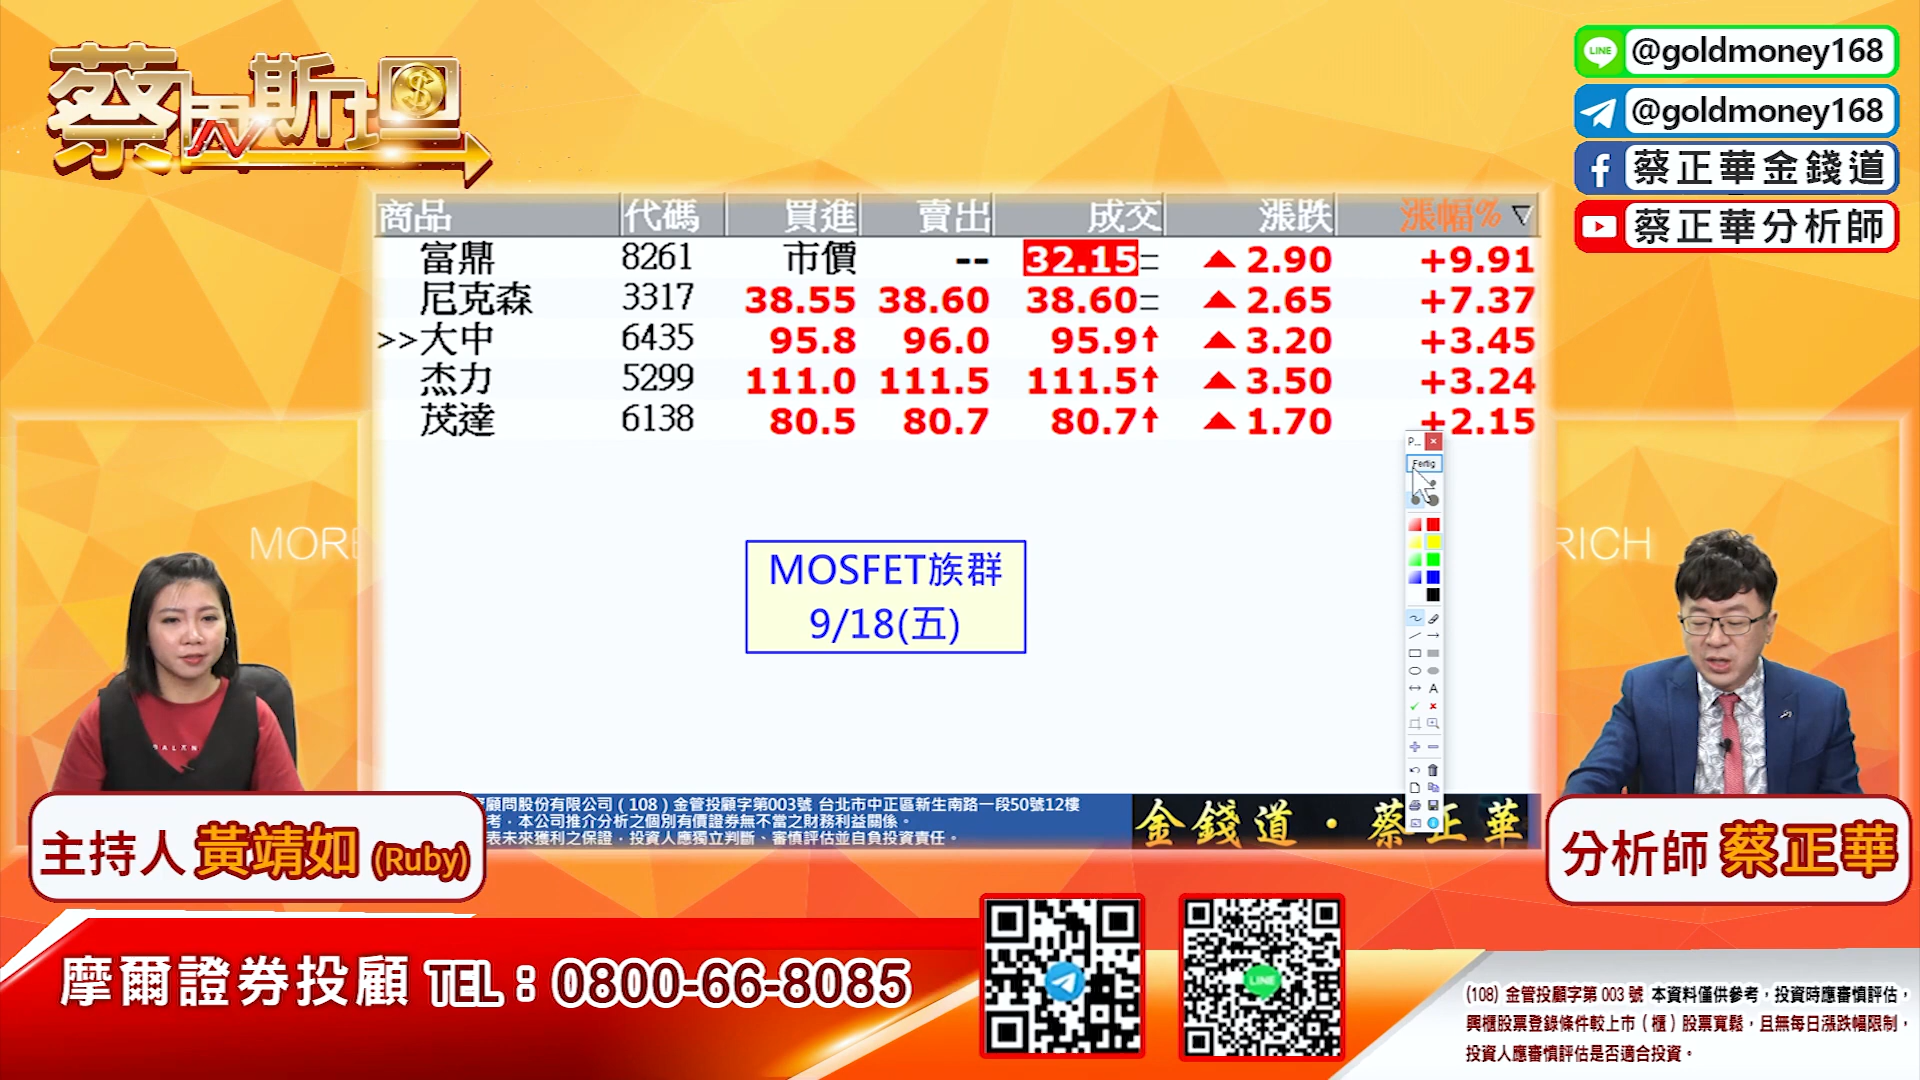 蔡因斯坦
LINE @goldmoney168
@goldmoney168
蔡正華金錢道
蔡正華分析師
商品 代碼 買進 賣出 成交 漲跌 漲幅% ▽
富鼎 8261 市價 -- 32.15 ▲ 2.90 +9.91
尼克森 3317 38.55 38.60 38.60 ▲ 2.65 +7.37
>>大中 6435 95.8 96.0 95.9↑ ▲ 3.20 +3.45
杰力 5299 111.0 111.5 111.5↑ ▲ 3.50 +3.24
茂達 6138 80.5 80.7 80.7↑ ▲ 1.70 +2.15
P...
Fertig
MORE
RICH
MOSFET族群
9/18(五)
A
顧問股份有限公司（108）金管投顧字第003號 台北市中正區新生南路一段50號12樓
考．本公司推介分析之個別有價證券無不當之財務利益關係。
表未來獲利之保證．投資人應獨立判斷、審慎評估並自負投資責任。
金錢道・蔡正華
主持人 黃靖如 (Ruby)
分析師 蔡正華
摩爾證券投顧 TEL：0800-66-8085
LINE
(108) 金管投顧字第 003 號 本資料僅供參考，投資時應審慎評估，
興櫃股票登錄條件較上市（櫃）股票寬鬆，且無每日漲跌幅限制，
投資人應審慎評估是否適合投資。